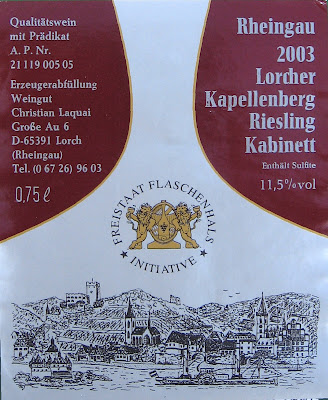 Qualitätswein
mit Prädikat
A. P. Nr.
21 119 005 05
Erzeugerabfüllung
Weingut
Christian Laquai
Große Au 6
D-65391 Lorch
(Rheingau)
Tel. (0 67 26) 96 03
0,75 ℓ
Rheingau
2003
Lorcher
Kapellenberg
Riesling
Kabinett
Enthält Sulfite
11,5% vol
FREISTAAT FLASCHENHALS
INITIATIVE